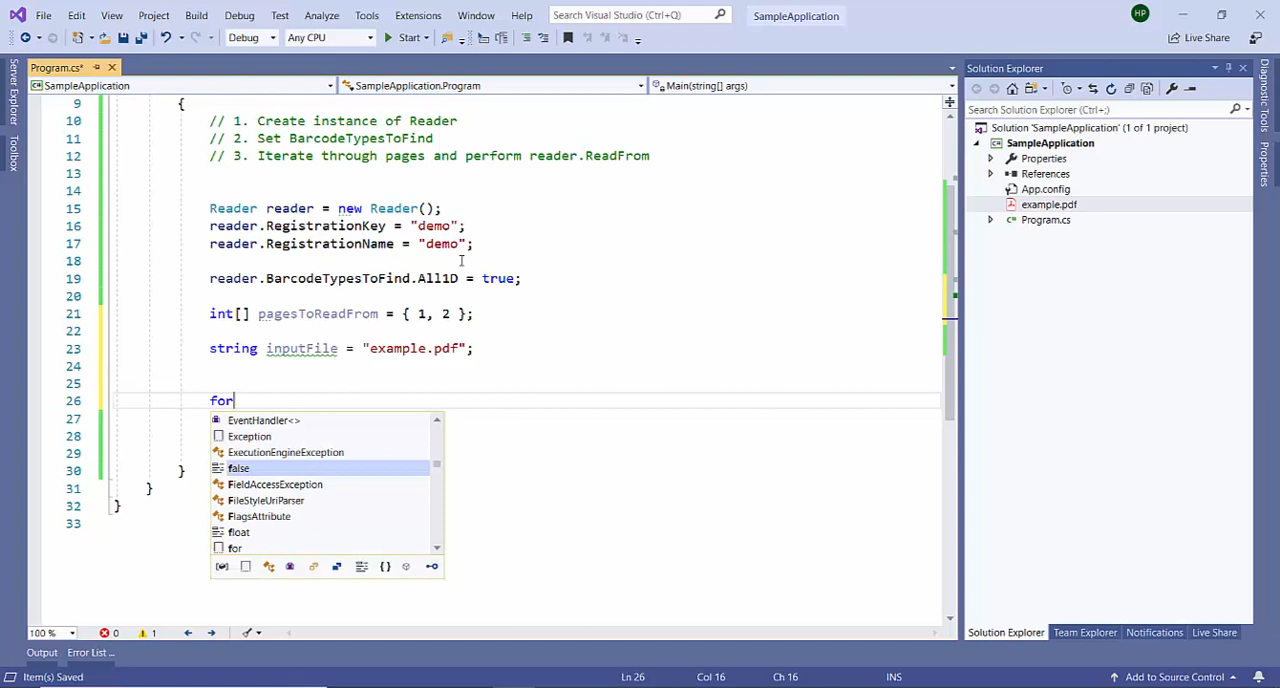 File Edit View Project Build Debug Test Analyze Tools Extensions Window Help Search Visual Studio (Ctrl+Q) SampleApplication HP
Debug Any CPU Start Live Share
Server Explorer
Toolbox
Program.cs*
SampleApplication SampleApplication.Program Main(string[] args)
9 {
10 // 1. Create instance of Reader
11 // 2. Set BarcodeTypesToFind
12 // 3. Iterate through pages and perform reader.ReadFrom
13
14
15 Reader reader = new Reader();
16 reader.RegistrationKey = "demo";
17 reader.RegistrationName = "demo";
18
19 reader.BarcodeTypesToFind.All1D = true;
20
21 int[] pagesToReadFrom = { 1, 2 };
22
23 string inputFile = "example.pdf";
24
25
26 for
27
28
29
30 }
31 }
32 }
33
EventHandler<>
Exception
ExecutionEngineException
false
FieldAccessException
FileStyleUriParser
FlagsAttribute
float
for
100 % 0 1
Output Error List ...
Solution Explorer
Search Solution Explorer (Ctrl+;)
Solution 'SampleApplication' (1 of 1 project)
SampleApplication
Properties
References
App.config
example.pdf
Program.cs
Solution Explorer Team Explorer Notifications Live Share
Diagnostic Tools
Properties
Item(s) Saved Ln 26 Col 16 Ch 16 INS Add to Source Control